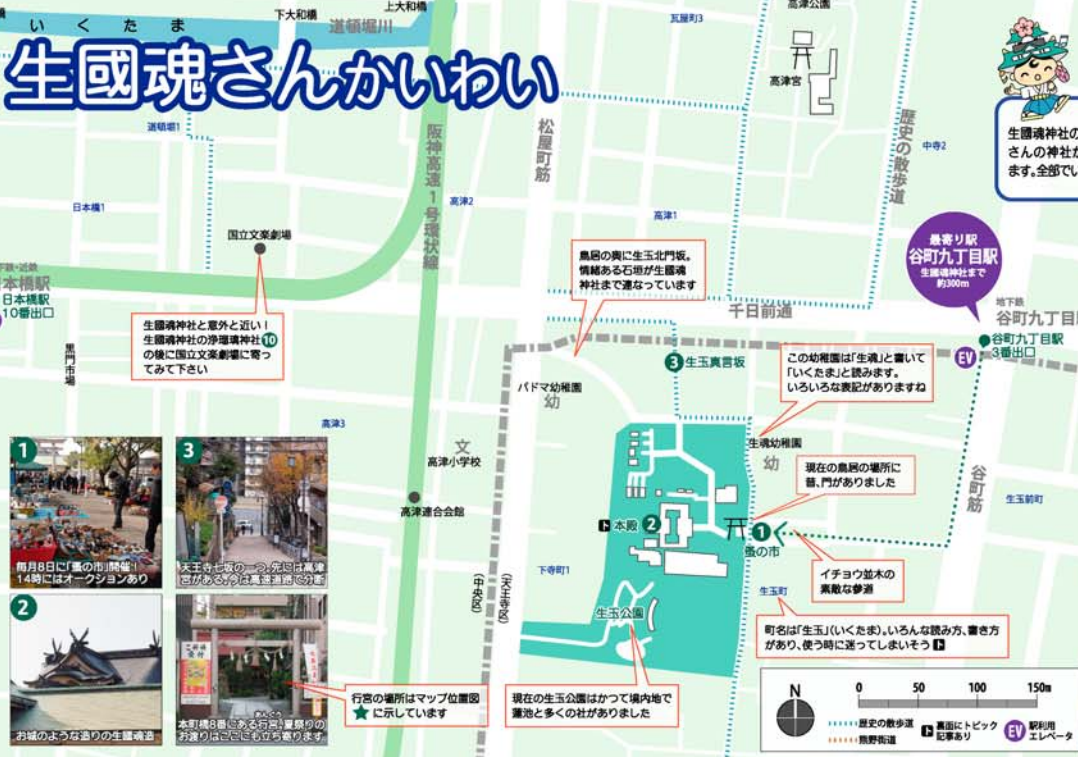 いくたま
生國魂さんかいわい
下大和橋
上大和橋
道頓堀川
瓦屋町3
高津公園
高津宮
道頓堀1
阪神高速1号環状線
松屋町筋
歴史の散歩道
中寺2
生國魂神社の
さんの神社が
ます。全部でい
日本橋1
高津2
高津1
国立文楽劇場
最寄り駅
谷町九丁目駅
生國魂神社まで
約300m
下鉄・近鉄
本橋駅
日本橋駅
10番出口
鳥居の奥に生玉北門坂。
情緒ある石垣が生國魂
神社まで連なっています
千日前通
地下鉄
谷町九丁目
谷町九丁目駅
3番出口
EV
生國魂神社と意外と近い!
生國魂神社の浄瑠璃神社10
の後に国立文楽劇場に寄っ
てみて下さい
黒門市場
3 生玉真言坂
この幼稚園は「生魂」と書いて
「いくたま」と読みます。
いろいろな表記がありますね
パドマ幼稚園
幼
高津3
文
高津小学校
生魂幼稚園
幼
現在の鳥居の場所に
昔、門がありました
谷町筋
生玉前町
高津連合会館
ト 本殿 2
1
蚤の市
イチョウ並木の
素敵な参道
下寺町1
(中央区)
(天王寺区)
生玉公園
生玉町
町名は「生玉」(いくたま)。いろんな読み方、書き方
があり、使う時に迷ってしまいそう ト
1
毎月8日に「蚤の市」開催!
14時にはオークションあり
3
天王寺七坂の一つ。先には高津
宮がある。今は高速道路で分断
2
お城のような造りの生國魂造
あんぐう
本町橋8番にある行宮。夏祭りの
お渡りはここにも立ち寄ります
行宮の場所はマップ位置図
★に示しています
現在の生玉公園はかつて境内地で
蓮池と多くの社がありました
N
0 50 100 150m
歴史の散歩道
熊野街道
ト 裏面にトピック
記事あり
EV 駅利用
エレベータ